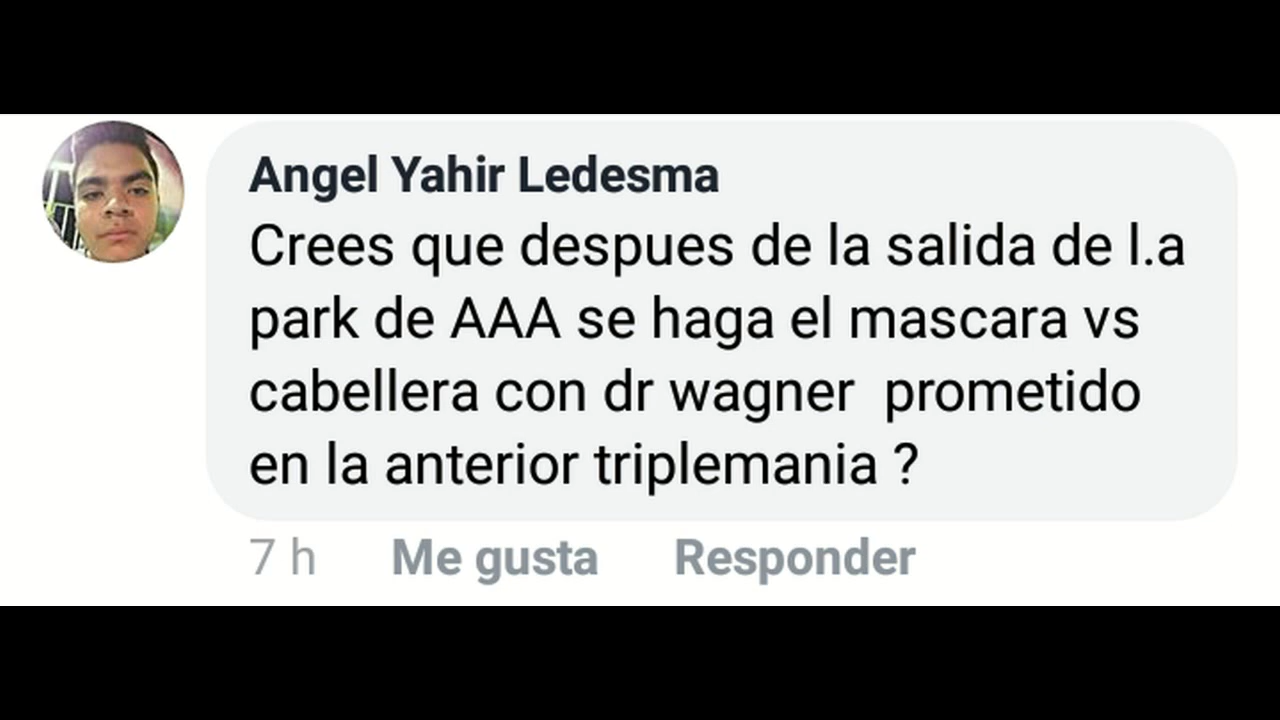 Angel Yahir Ledesma
Crees que despues de la salida de l.a
park de AAA se haga el mascara vs
cabellera con dr wagner  prometido
en la anterior triplemania ?
7 h Me gusta Responder